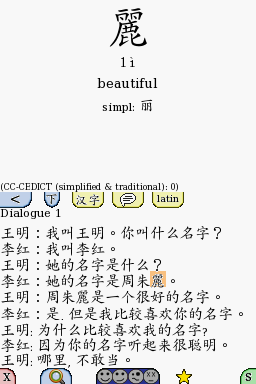 麗
lì
beautiful
simpl: 丽
(CC-CEDICT (simplified & traditional): 0)
< 下 汉字 latin
Dialogue 1
王明：我叫王明。你叫什么名字？
李红：我叫李红。
王明：她的名字是什么？
李红：她的名字是周朱麗。
王明：周朱麗是一个很好的名字。
李红：是. 但是我比较喜欢你的名字。
王明: 为什么比较喜欢我的名字?
李红: 因为你的名字听起来很聪明。
王明: 哪里, 不敢当。
X S